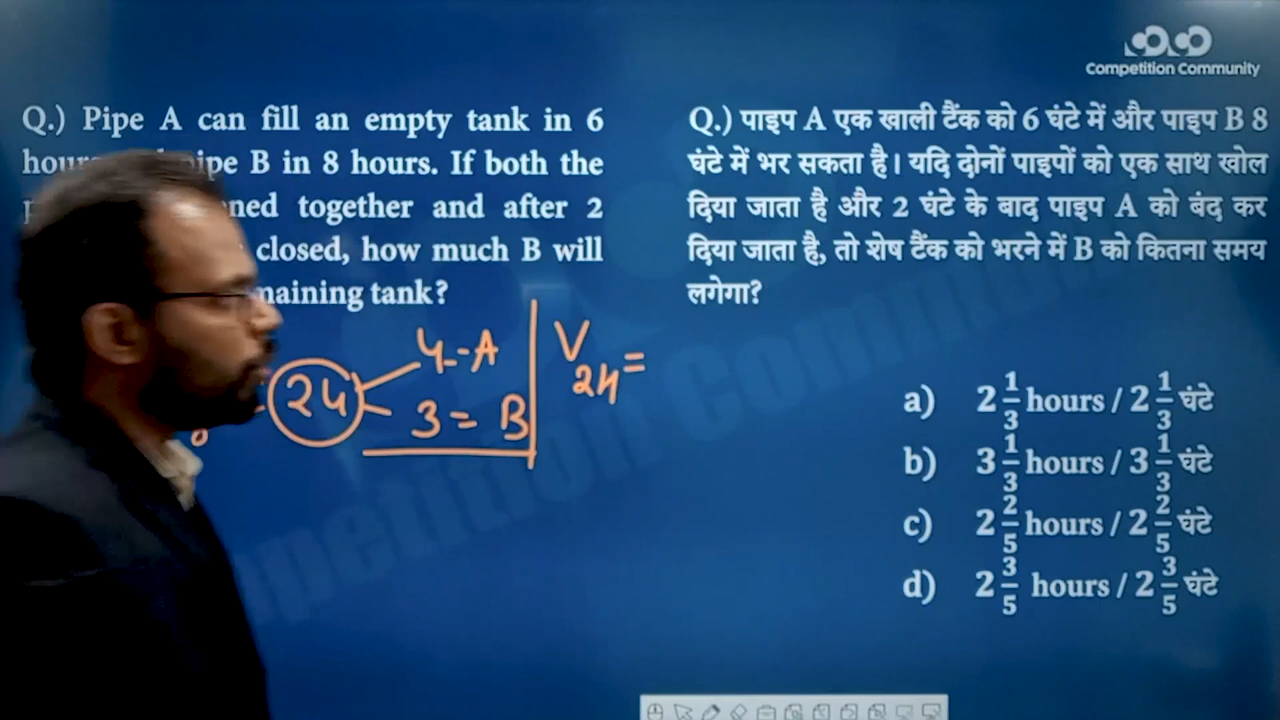 Competition Community
Q.) Pipe A can fill an empty tank in 6
pipe B in 8 hours. If both the
together and after 2
closed, how much B will
tank?
Q.) पाइप A एक खाली टैंक को 6 घंटे में और पाइप B 8
घंटे में भर सकता है। यदि दोनों पाइपों को एक साथ खोल
दिया जाता है और 2 घंटे के बाद पाइप A को बंद कर
दिया जाता है, तो शेष टैंक को भरने में B को कितना समय
लगेगा?
24
4 - A
3 = B
V 2H =
a) 2 1/3 hours / 2 1/3 घंटे
b) 3 1/3 hours / 3 1/3 घंटे
c) 2 2/5 hours / 2 2/5 घंटे
d) 2 3/5 hours / 2 3/5 घंटे